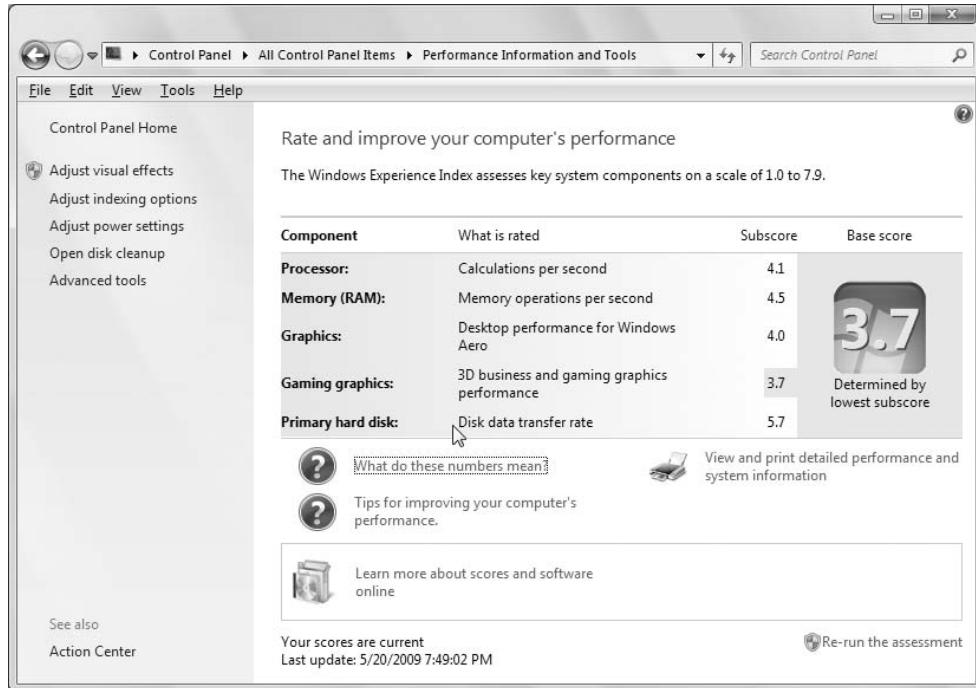 Control Panel ▸ All Control Panel Items ▸ Performance Information and Tools
Search Control Panel
File Edit View Tools Help
Control Panel Home
Adjust visual effects
Adjust indexing options
Adjust power settings
Open disk cleanup
Advanced tools
See also
Action Center
Rate and improve your computer's performance
The Windows Experience Index assesses key system components on a scale of 1.0 to 7.9.
Component What is rated Subscore Base score
Processor: Calculations per second 4.1
Memory (RAM): Memory operations per second 4.5
Graphics: Desktop performance for Windows
Aero 4.0
Gaming graphics: 3D business and gaming graphics
performance 3.7
Primary hard disk: Disk data transfer rate 5.7
3.7
Determined by
lowest subscore
What do these numbers mean?
View and print detailed performance and
system information
Tips for improving your computer's
performance.
Learn more about scores and software
online
Your scores are current
Last update: 5/20/2009 7:49:02 PM
Re-run the assessment